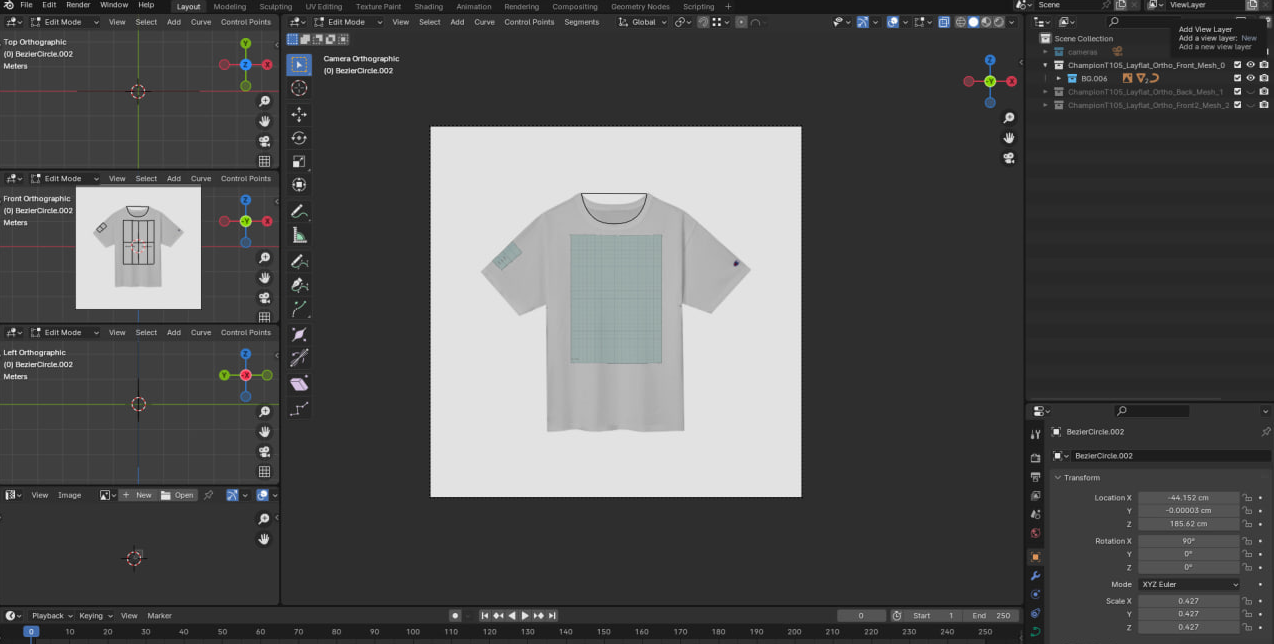 File Edit Render Window Help Layout Modeling Sculpting UV Editing Texture Paint Shading Animation Rendering Compositing Geometry Nodes Scripting + Scene ViewLayer
Edit Mode View Select Add Curve Control Points
Top Orthographic
(0) BezierCircle.002
Meters
Edit Mode View Select Add Curve Control Points
Front Orthographic
(0) BezierCircle.002
Meters
Edit Mode View Select Add Curve Control Points
Left Orthographic
(0) BezierCircle.002
Meters
View Image + New Open
Edit Mode View Select Add Curve Control Points Segments Global
Camera Orthographic
(0) BezierCircle.002
Add View Layer
Add a view layer: New
Add a new view layer
Scene Collection
cameras
ChampionT105_Layflat_Ortho_Front_Mesh_0
BG.006
ChampionT105_Layflat_Ortho_Back_Mesh_1
ChampionT105_Layflat_Ortho_Front2_Mesh_2
BezierCircle.002
BezierCircle.002
Transform
Location X -44.152 cm
Y -0.00003 cm
Z 185.62 cm
Rotation X 90°
Y 0°
Z 0°
Mode XYZ Euler
Scale X 0.427
Y 0.427
Z 0.427
Playback Keying View Marker 0 Start 1 End 250
0 10 20 30 40 50 60 70 80 90 100 110 120 130 140 150 160 170 180 190 200 210 220 230 240 250